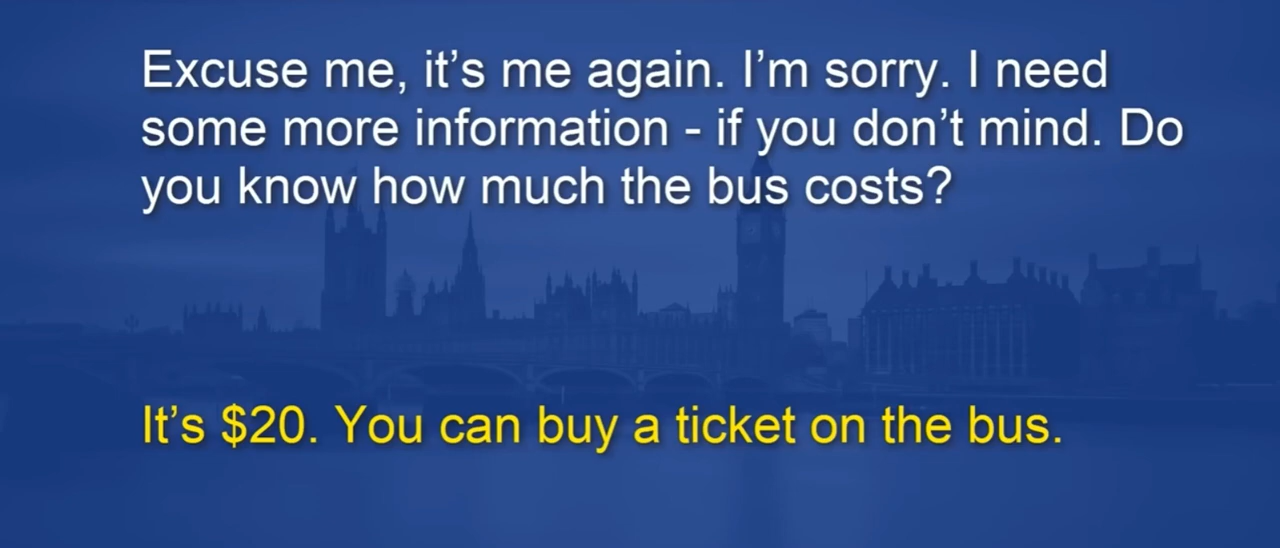 Excuse me, it’s me again. I’m sorry. I need
some more information - if you don’t mind. Do
you know how much the bus costs?
It’s $20. You can buy a ticket on the bus.